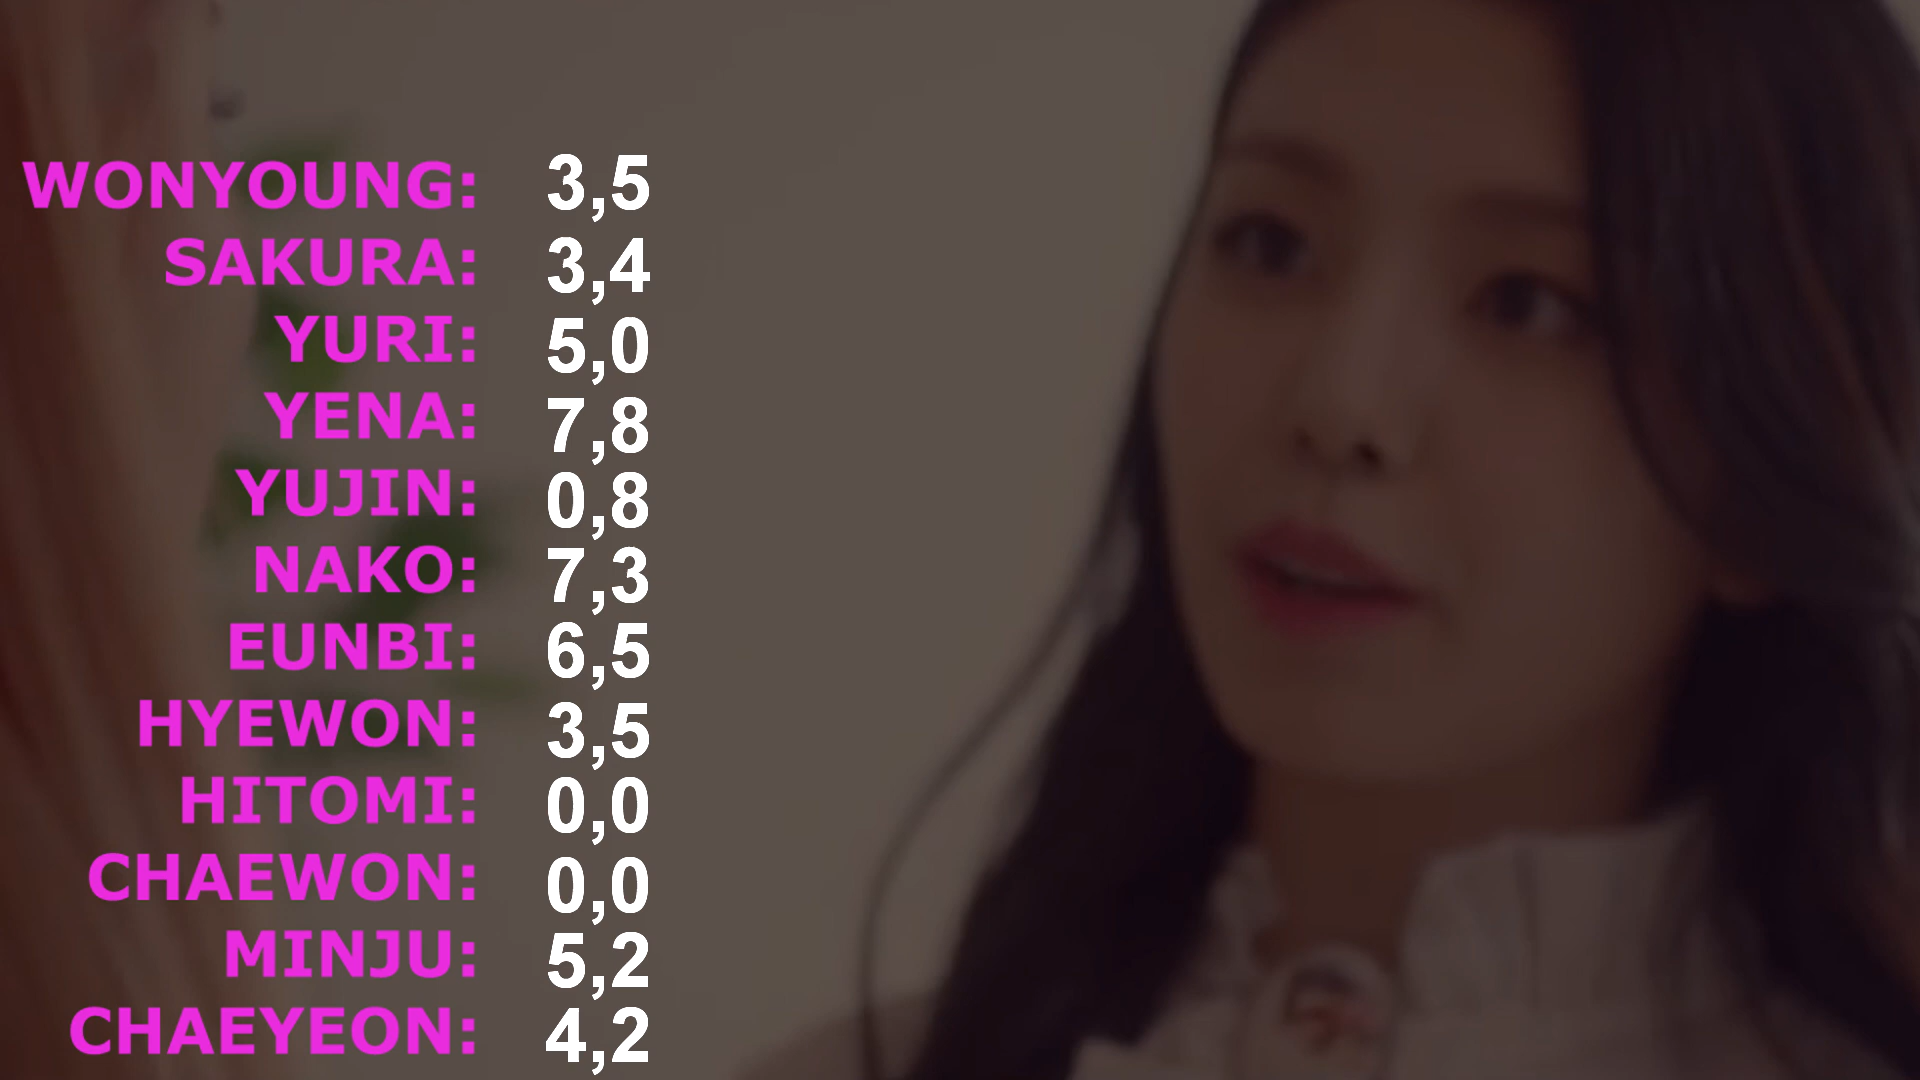 WONYOUNG: 3,5
SAKURA: 3,4
YURI: 5,0
YENA: 7,8
YUJIN: 0,8
NAKO: 7,3
EUNBI: 6,5
HYEWON: 3,5
HITOMI: 0,0
CHAEWON: 0,0
MINJU: 5,2
CHAEYEON: 4,2